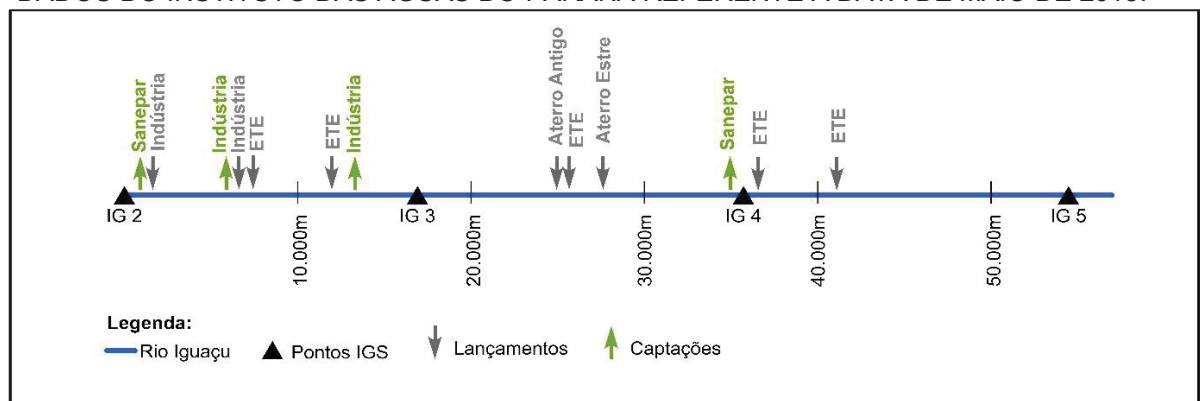 Sanepar
Indústria
Indústria
Indústria
ETE
ETE
Indústria
Aterro Antigo
ETE
Aterro Estre
Sanepar
ETE
ETE
IG 2
IG 3
IG 4
IG 5
10.000m
20.000m
30.000m
40.000m
50.000m
Legenda:
Rio Iguaçu
Pontos IGS
Lançamentos
Captações